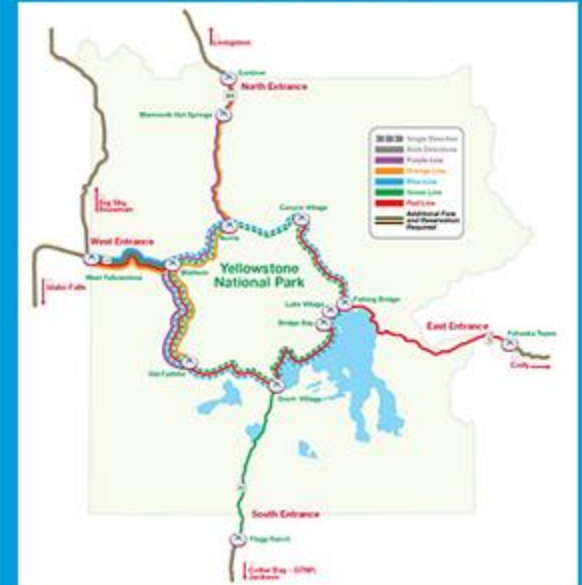 Livingston
Gardiner
North Entrance
Mammoth Hot Springs
Single Direction
Both Directions
Purple Line
Orange Line
Blue Line
Green Line
Red Line
Additional Fare
and Reservation
Required
Big Sky
Bozeman
Canyon Village
Norris
West Entrance
West Yellowstone
Madison
Yellowstone
National Park
Idaho Falls
Lake Village
Fishing Bridge
Bridge Bay
East Entrance
Pahaska Tepee
Cody
Old Faithful
Grant Village
South Entrance
Flagg Ranch
Colter Bay - GTNP,
Jackson